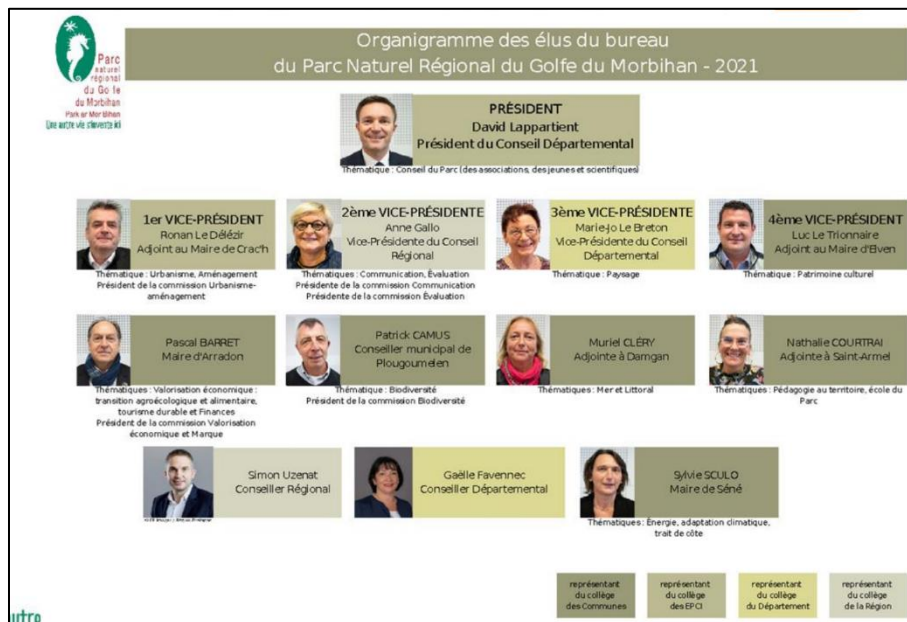 Parc
naturel
régional
du Golfe
du Morbihan
Park ar Mor Bihan
Une autre vie s'invente ici
Organigramme des élus du bureau
du Parc Naturel Régional du Golfe du Morbihan - 2021
PRÉSIDENT
David Lappartient
Président du Conseil Départemental
Thématique : Conseil du Parc (des associations, des jeunes et scientifiques)
1er VICE-PRÉSIDENT
Ronan Le Délézir
Adjoint au Maire de Crac'h
Thématique : Urbanisme, Aménagement
Président de la commission Urbanisme-
aménagement
2ème VICE-PRÉSIDENTE
Anne Gallo
Vice-Présidente du Conseil
Régional
Thématiques : Communication, Évaluation
Présidente de la commission Communication
Présidente de la commission Évaluation
3ème VICE-PRÉSIDENTE
Marie-Jo Le Breton
Vice-Présidente du Conseil
Départemental
Thématique : Paysage
4ème VICE-PRÉSIDENT
Luc Le Trionnaire
Adjoint au Maire d'Elven
Thématique : Patrimoine culturel
Pascal BARRET
Maire d'Arradon
Thématiques : Valorisation économique :
transition agroécologique et alimentaire,
tourisme durable et Finances
Président de la commission Valorisation
économique et Marque
Patrick CAMUS
Conseiller municipal de
Plougoumelen
Thématique : Biodiversité
Président de la commission Biodiversité
Muriel CLÉRY
Adjointe à Damgan
Thématiques : Mer et Littoral
Nathalie COURTRAI
Adjointe à Saint-Armel
Thématiques : Pédagogie au territoire, école du
Parc
Simon Uzenat
Conseiller Régional
Gaëlle Favennec
Conseiller Départemental
Sylvie SCULO
Maire de Séné
Thématiques : Énergie, adaptation climatique,
trait de côte
représentant
du collège
des Communes
représentant
du collège
des EPCI
représentant
du collège
du Département
représentant
du collège
de la Région
utre